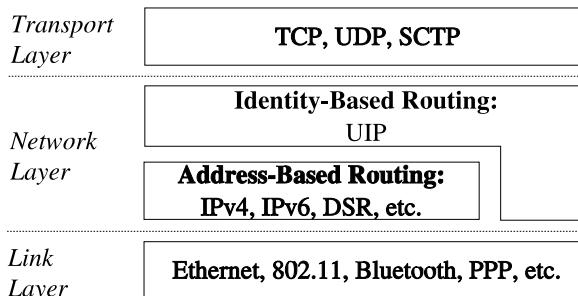 Transport
Layer
TCP, UDP, SCTP
Network
Layer
Identity-Based Routing:
UIP
Address-Based Routing:
IPv4, IPv6, DSR, etc.
Link
Layer
Ethernet, 802.11, Bluetooth, PPP, etc.